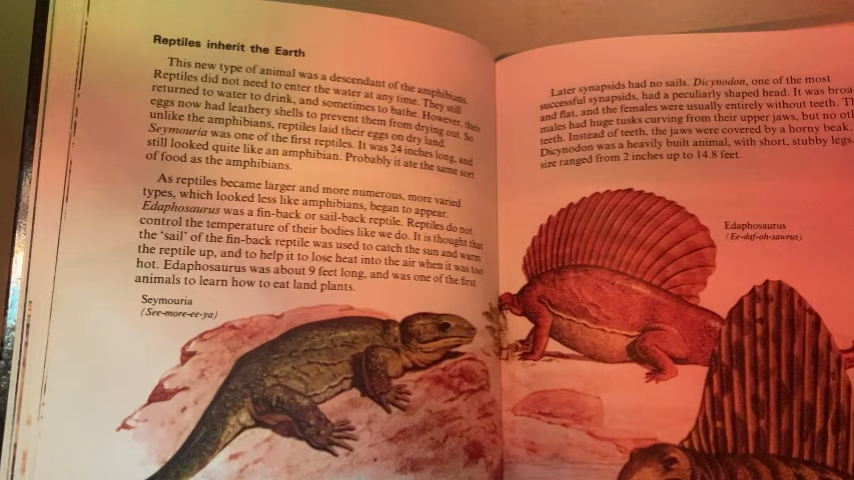 Reptiles inherit the Earth
This new type of animal was a descendant of the amphibians.
Reptiles did not need to enter the water at any time. They still
returned to water to drink, and sometimes to bathe. However, their
eggs now had leathery shells to prevent them from drying out. So
unlike the amphibians, reptiles laid their eggs on dry land.
Seymouria was one of the first reptiles. It was 24 inches long, and
still looked quite like an amphibian. Probably it ate the same sort
of food as the amphibians.
As reptiles became larger and more numerous, more varied
types, which looked less like amphibians, began to appear.
Edaphosaurus was a fin-back or sail-back reptile. Reptiles do not
control the temperature of their bodies like we do. It is thought that
the 'sail' of the fin-back reptile was used to catch the sun and warm
the reptile up, and to help it to lose heat into the air when it was too
hot. Edaphosaurus was about 9 feet long, and was one of the first
animals to learn how to eat land plants.
Seymouria
(See-more-ee-ya)
Later synapsids had no sails. Dicynodon, one of the most
successful synapsids, had a peculiarly shaped head. It was
and flat, and the females were usually entirely without teeth.
males had huge tusks curving from their upper jaws, but no
teeth. Instead of teeth, the jaws were covered by a horny beak.
Dicynodon was a heavily built animal, with short, stubby legs.
size ranged from 2 inches up to 14.8 feet.
Edaphosaurus
(Ee-daf-oh-sawrus)